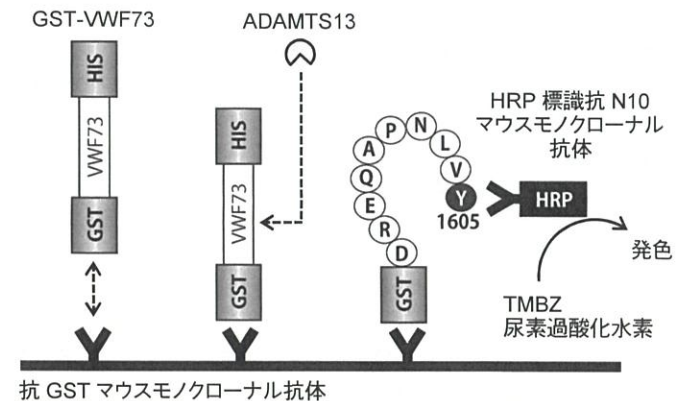 GST-VWF73
ADAMTS13
HIS
VWF73
GST
HIS
VWF73
GST
D
R
E
Q
A
P
N
L
V
Y
1605
GST
HRP 標識抗 N10
マウスモノクローナル
抗体
HRP
発色
TMBZ
尿素過酸化水素
抗 GST マウスモノクローナル抗体